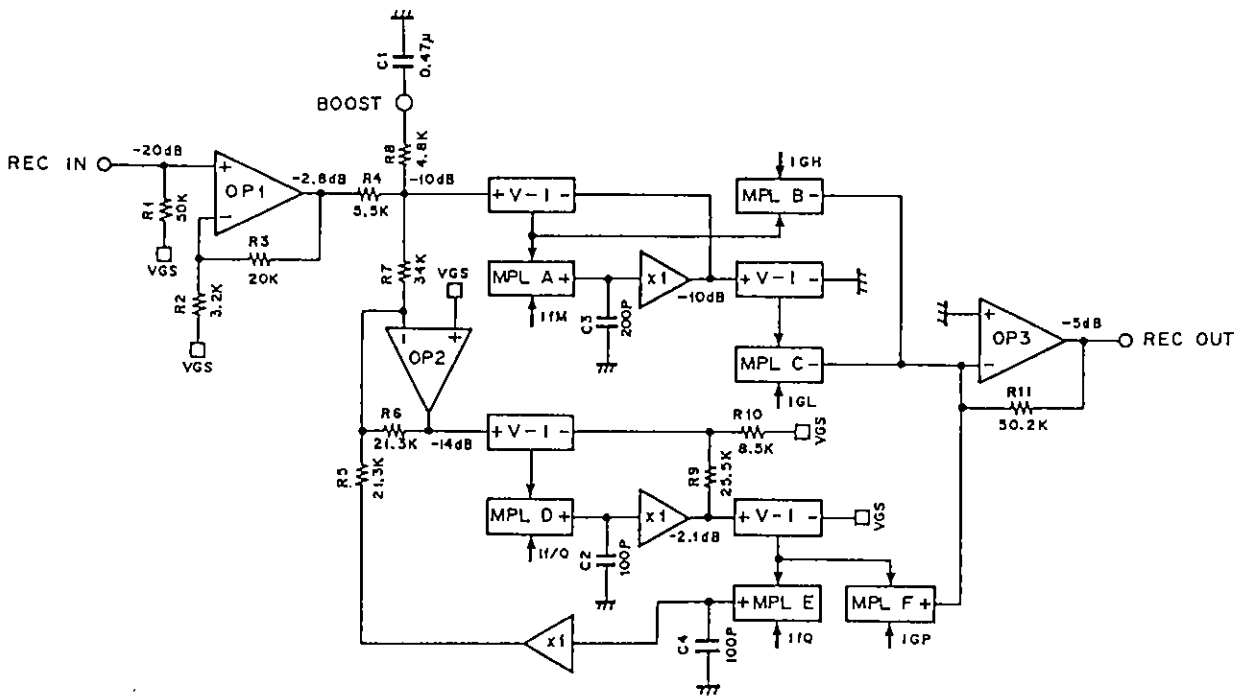 C1
0.47μ
BOOST
R8
4.8K
REC IN
-20dB
+
OP1
-
-2.8dB
R4
5.5K
-10dB
+ V-I -
IGH
MPL B -
R1
50K
VGS
R3
20K
R2
3.2K
VGS
R7
34K
VGS
MPL A +
IfM
C3
200P
x1
-10dB
+ V-I -
-
+
OP2
MPL C -
IGL
+
OP3
-
-5dB
REC OUT
R11
50.2K
R6
21.3K
-14dB
+ V-I -
R10
8.5K
VGS
R5
21.3K
R9
25.5K
MPL D +
If/Q
C2
100P
x1
-2.1dB
+ V-I -
VGS
x1
C4
100P
+ MPL E
IfQ
MPL F +
IGP